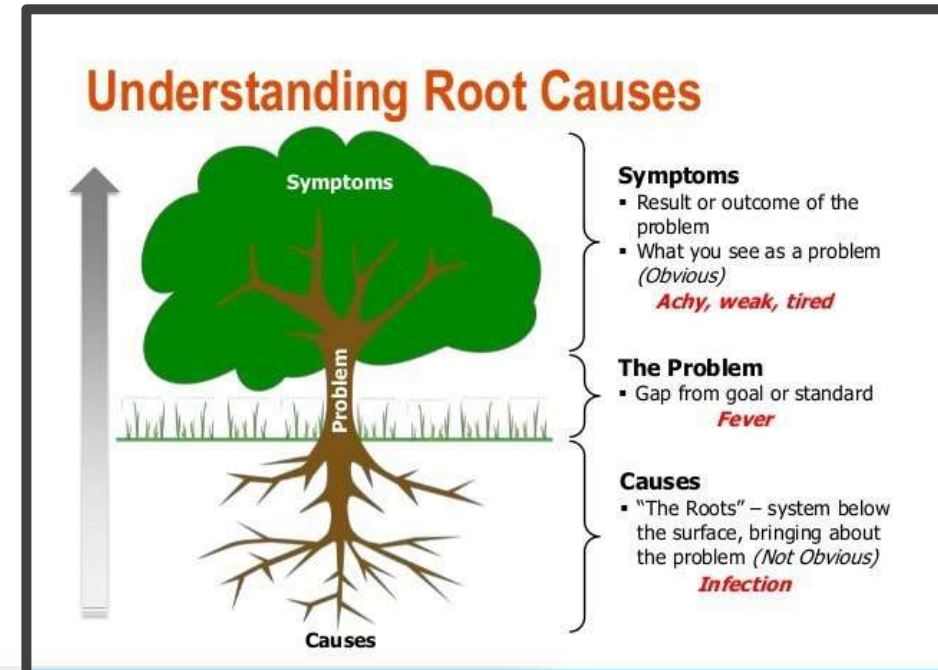 Understanding Root Causes
Symptoms
Problem
Causes
Symptoms
▪ Result or outcome of the
problem
▪ What you see as a problem
(Obvious)
Achy, weak, tired
The Problem
▪ Gap from goal or standard
Fever
Causes
▪ “The Roots” – system below
the surface, bringing about
the problem (Not Obvious)
Infection